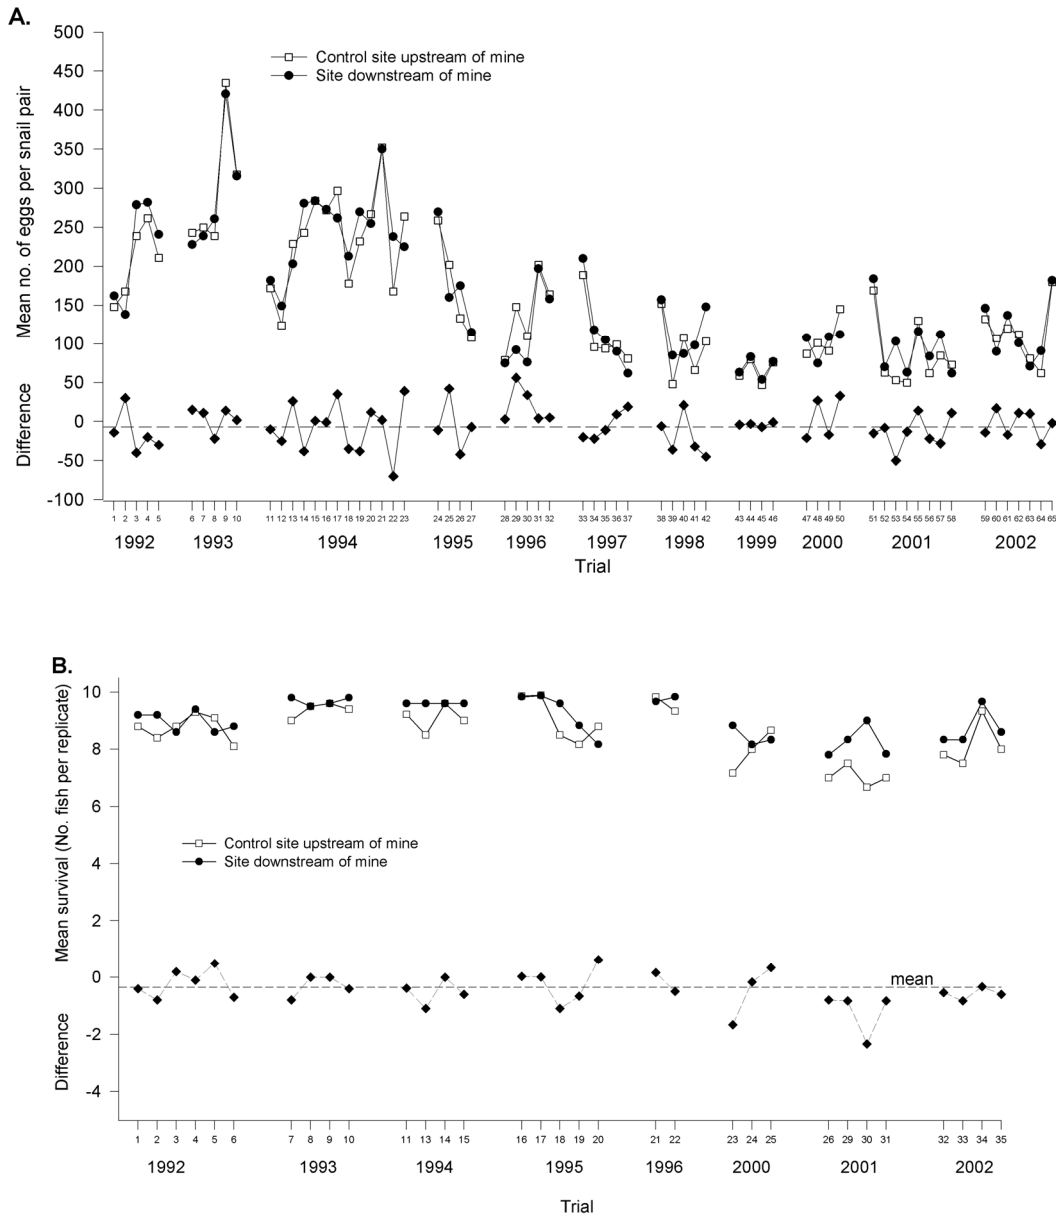 A.
500
450
400
350
300
250
200
150
100
50
0
-50
-100
Mean no. of eggs per snail pair
Difference
Control site upstream of mine
Site downstream of mine
1 2 3 4 5 6 7 8 9 10 11 12 13 14 15 16 17 18 19 20 21 22 23 24 25 26 27 28 29 30 31 32 33 34 35 36 37 38 39 40 41 42 43 44 45 46 47 48 49 50 51 52 53 54 55 56 57 58 59 60 61 62 63 64 65
1992 1993 1994 1995 1996 1997 1998 1999 2000 2001 2002
Trial
B.
10
8
6
4
2
0
-2
-4
Mean survival (No. fish per replicate)
Difference
Control site upstream of mine
Site downstream of mine
mean
1 2 3 4 5 6 7 8 9 10 11 13 14 15 16 17 18 19 20 21 22 23 24 25 26 29 30 31 32 33 34 35
1992 1993 1994 1995 1996 2000 2001 2002
Trial